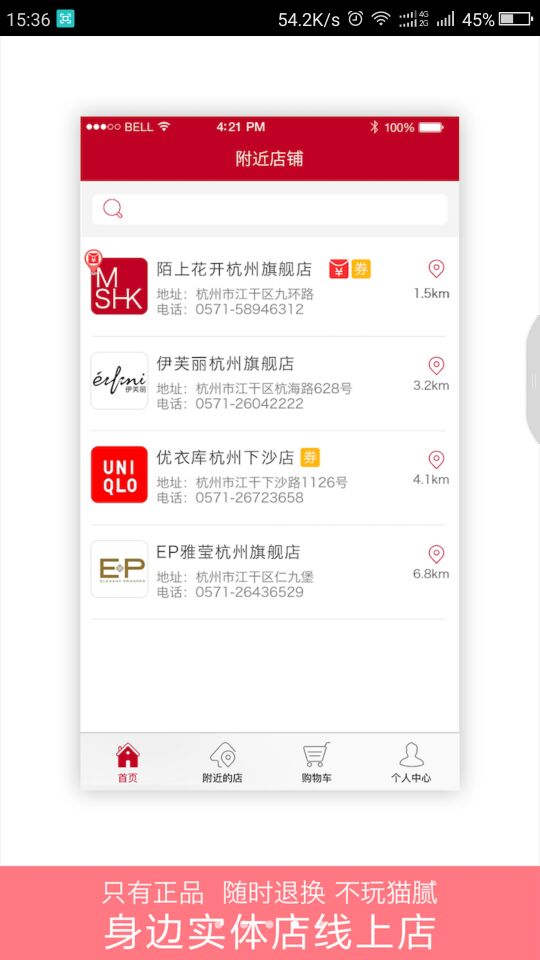 15:36 54.2K/s 4G 2G 45%
BELL 4:21 PM 100%
附近店铺
M
SHK
陌上花开杭州旗舰店 券
地址：杭州市江干区九环路
电话：0571-58946312
1.5km
伊芙丽
伊芙丽杭州旗舰店
地址：杭州市江干区杭海路628号
电话：0571-26042222
3.2km
UNI
QLO
优衣库杭州下沙店 券
地址：杭州市江干下沙路1126号
电话：0571-26723658
4.1km
E P
EP雅莹杭州旗舰店
地址：杭州市江干区仁九堡
电话：0571-26436529
6.8km
首页 附近的店 购物车 个人中心
只有正品 随时退换 不玩猫腻
身边实体店线上店